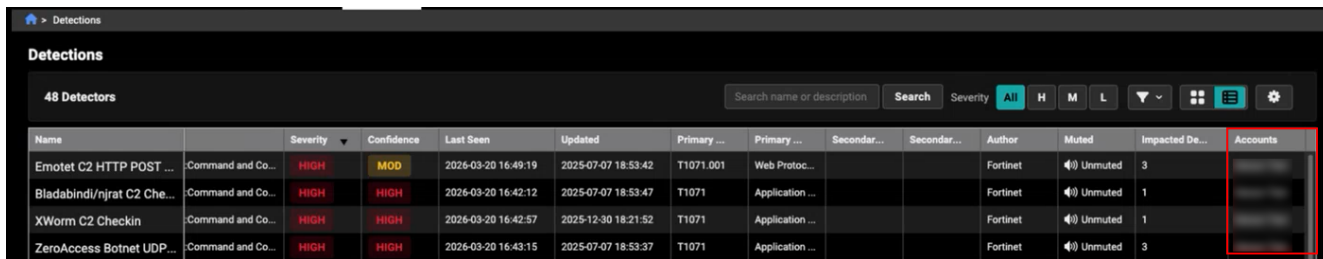 > Detections
Detections
48 Detectors Search name or description Search Severity All H M L
Name Severity Confidence Last Seen Updated Primary ... Primary ... Secondar... Secondar... Author Muted Impacted De... Accounts
Emotet C2 HTTP POST ... :Command and Co... HIGH MOD 2026-03-20 16:49:19 2025-07-07 18:53:42 T1071.001 Web Protoc... Fortinet Unmuted 3
Bladabindi/njrat C2 Che... :Command and Co... HIGH HIGH 2026-03-20 16:42:12 2025-07-07 18:53:47 T1071 Application ... Fortinet Unmuted 1
XWorm C2 Checkin :Command and Co... HIGH HIGH 2026-03-20 16:42:57 2025-12-30 18:21:52 T1071 Application ... Fortinet Unmuted 1
ZeroAccess Botnet UDP... :Command and Co... HIGH HIGH 2026-03-20 16:43:15 2025-07-07 18:53:37 T1071 Application ... Fortinet Unmuted 3